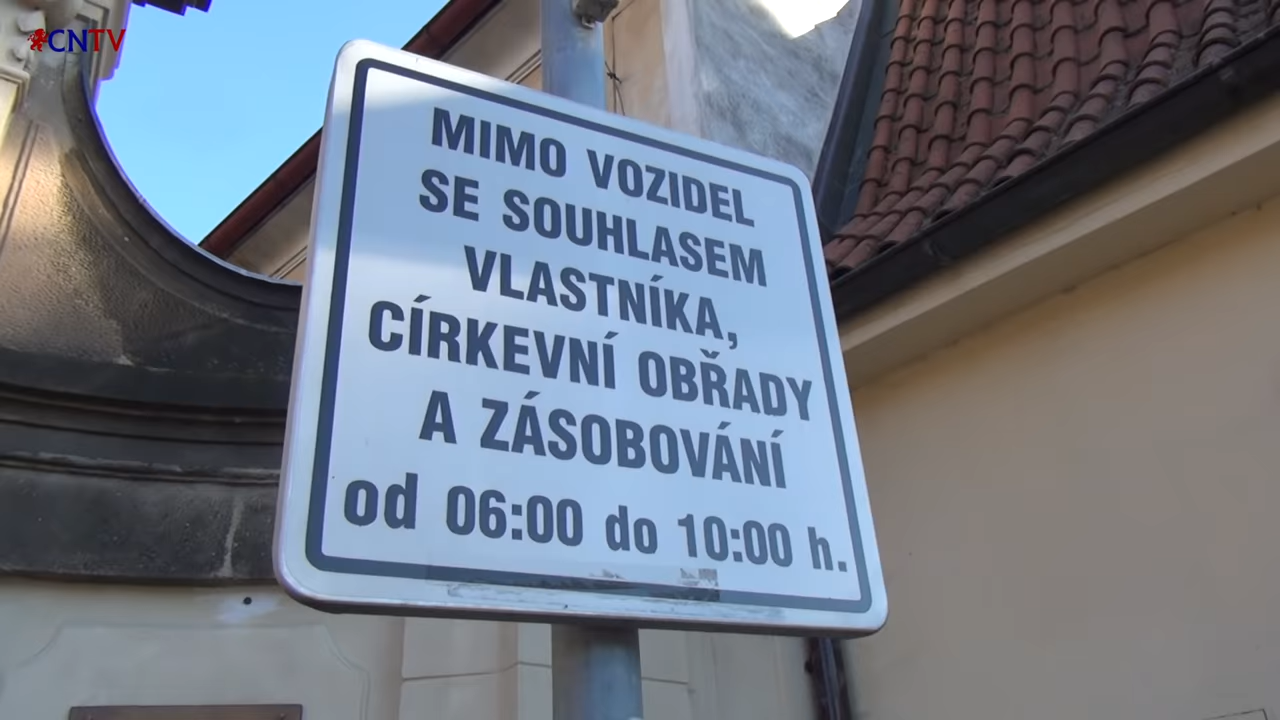 CNTV
MIMO VOZIDEL
SE SOUHLASEM
VLASTNÍKA,
CÍRKEVNÍ OBŘADY
A ZÁSOBOVÁNÍ
od 06:00 do 10:00 h.